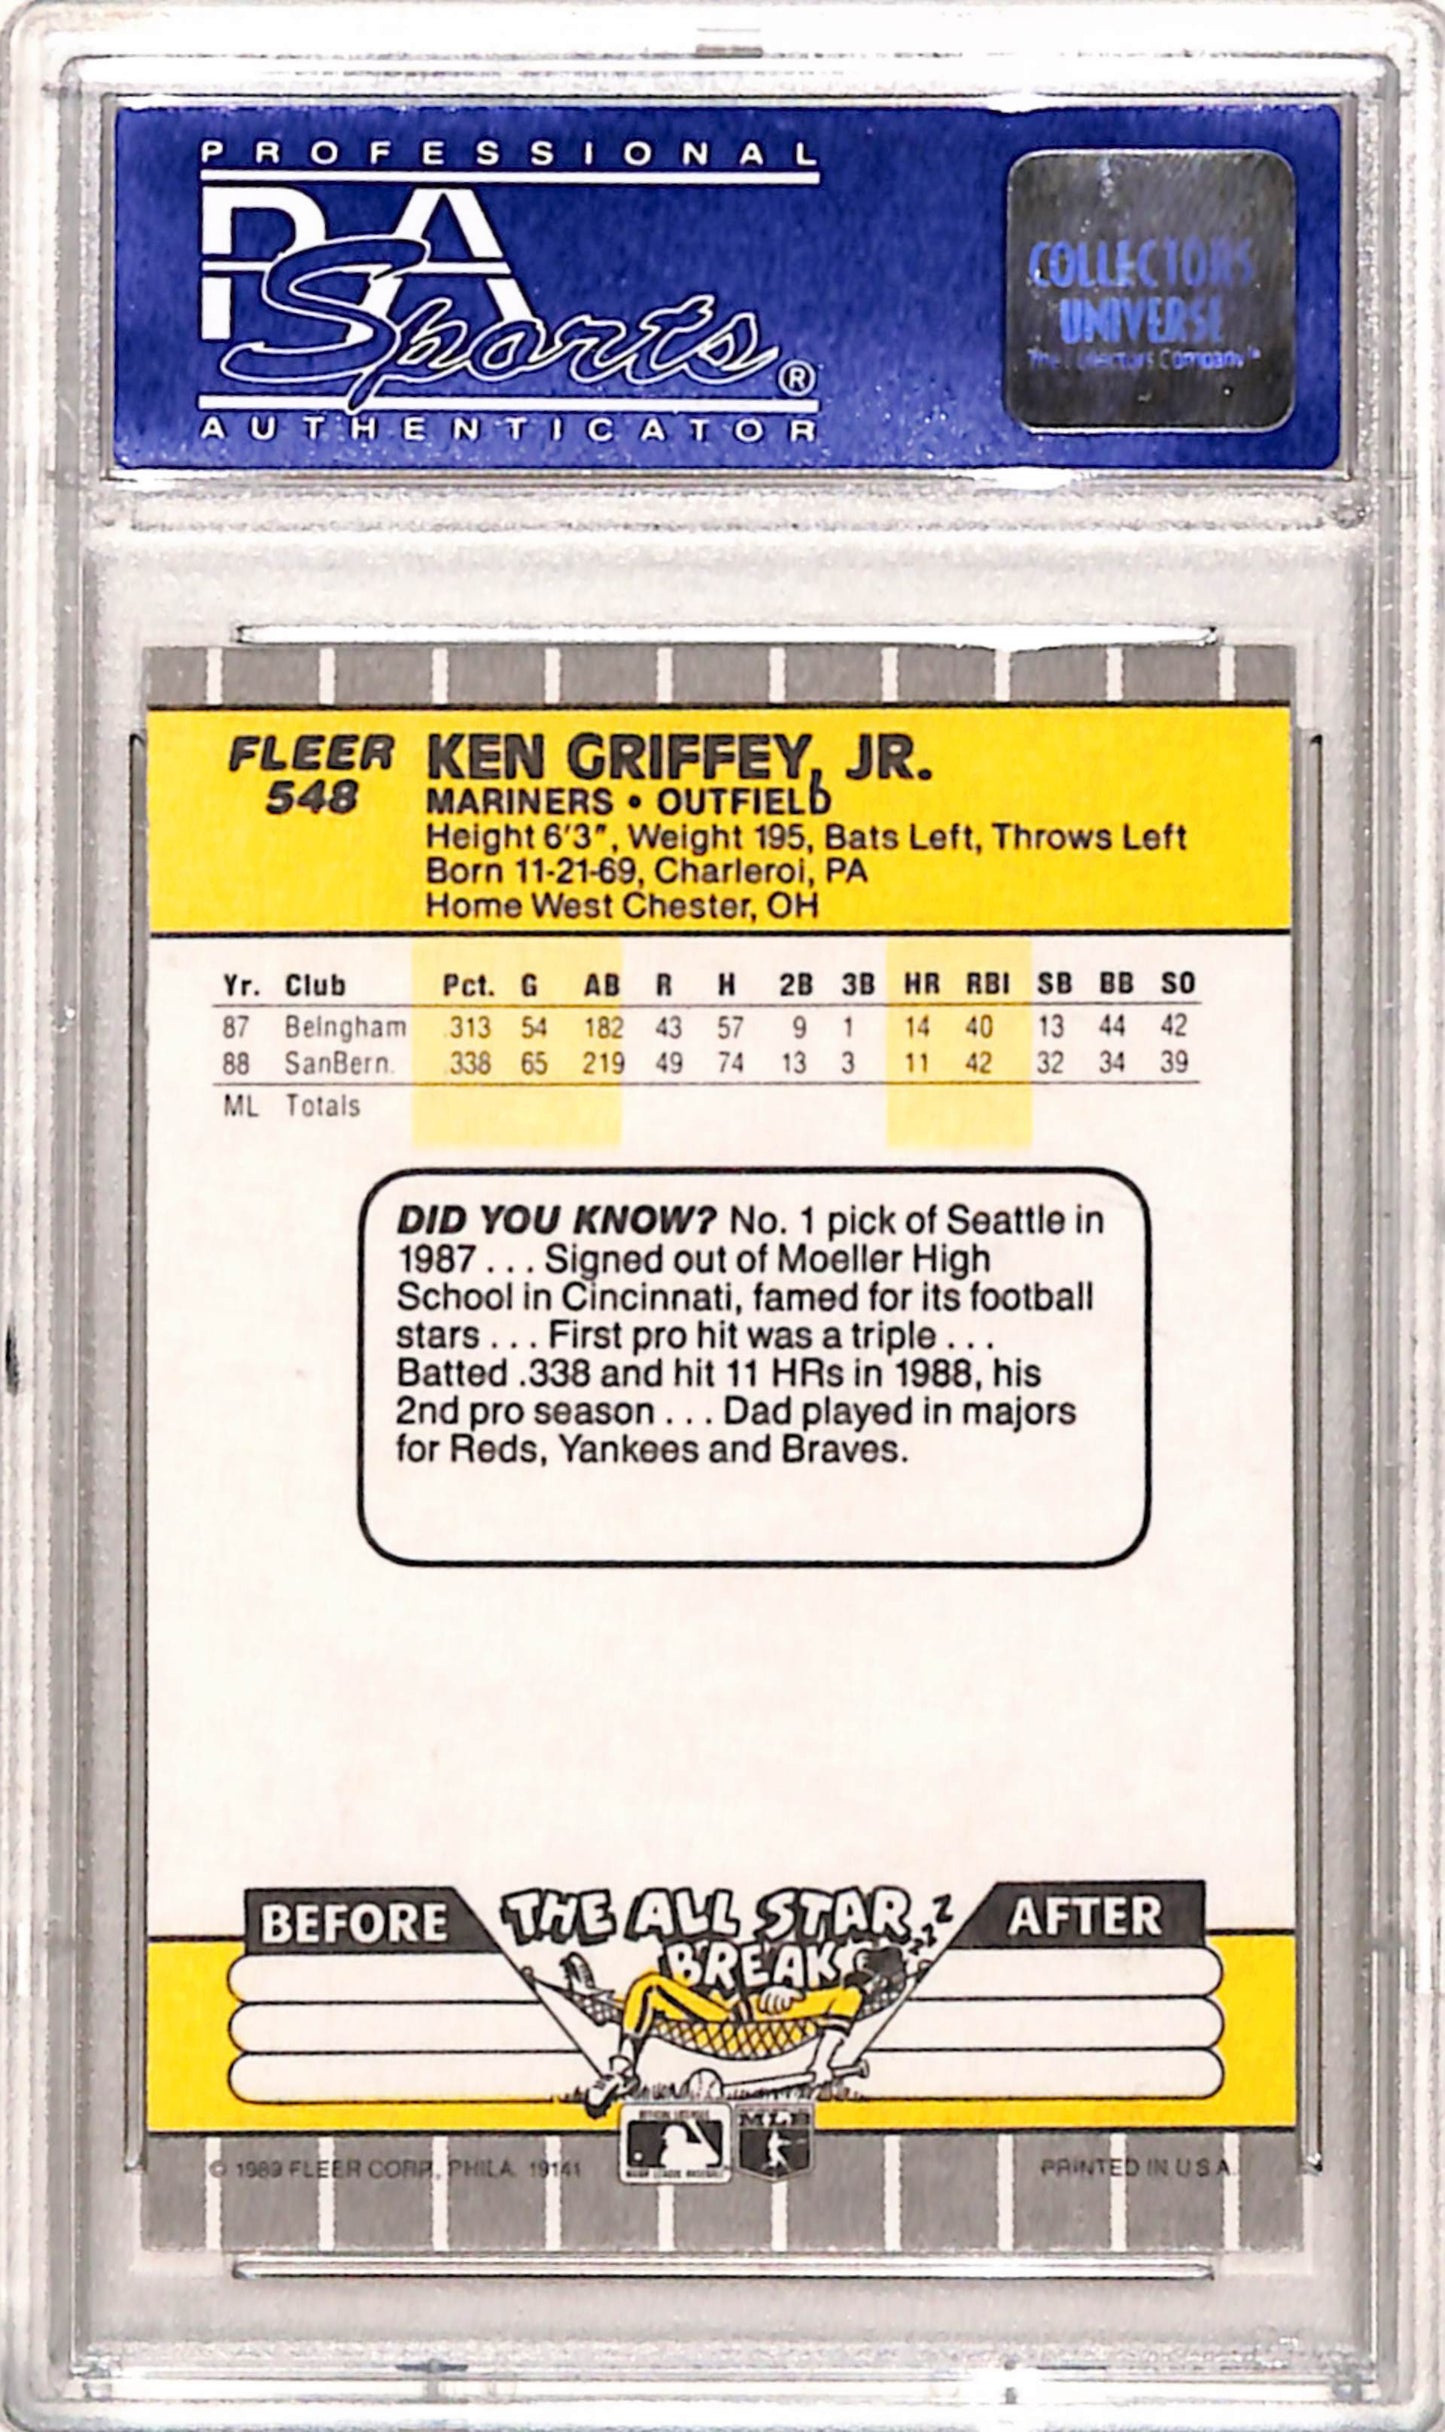 PROFESSIONAL
PSA Sports®
AUTHENTICATOR
COLLECTORS
UNIVERSE
The Collectors Company™
FLEER
548
KEN GRIFFEY, JR.
MARINERS • OUTFIELD
Height 6'3", Weight 195, Bats Left, Throws Left
Born 11-21-69, Charleroi, PA
Home West Chester, OH
Yr. Club Pct. G AB R H 2B 3B HR RBI SB BB SO
87 Belngham .313 54 182 43 57 9 1 14 40 13 44 42
88 SanBern. .338 65 219 49 74 13 3 11 42 32 34 39
ML Totals
DID YOU KNOW? No. 1 pick of Seattle in
1987 . . . Signed out of Moeller High
School in Cincinnati, famed for its football
stars . . . First pro hit was a triple . . .
Batted .338 and hit 11 HRs in 1988, his
2nd pro season . . . Dad played in majors
for Reds, Yankees and Braves.
BEFORE
THE ALL STAR
BREAK
zzzz
AFTER
MLB
© 1989 FLEER CORP., PHILA. 19141
PRINTED IN U.S.A.